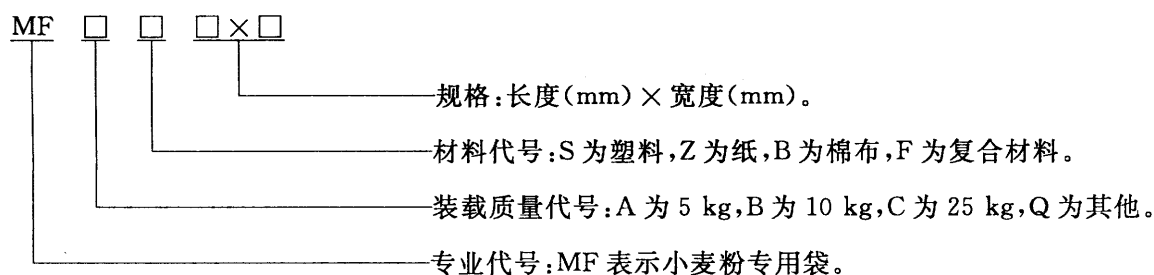 MF □ □ □×□
规格:长度(mm)×宽度(mm)。
材料代号:S为塑料,Z为纸,B为棉布,F为复合材料。
装载质量代号:A为5 kg,B为10 kg,C为25 kg,Q为其他。
专业代号:MF表示小麦粉专用袋。